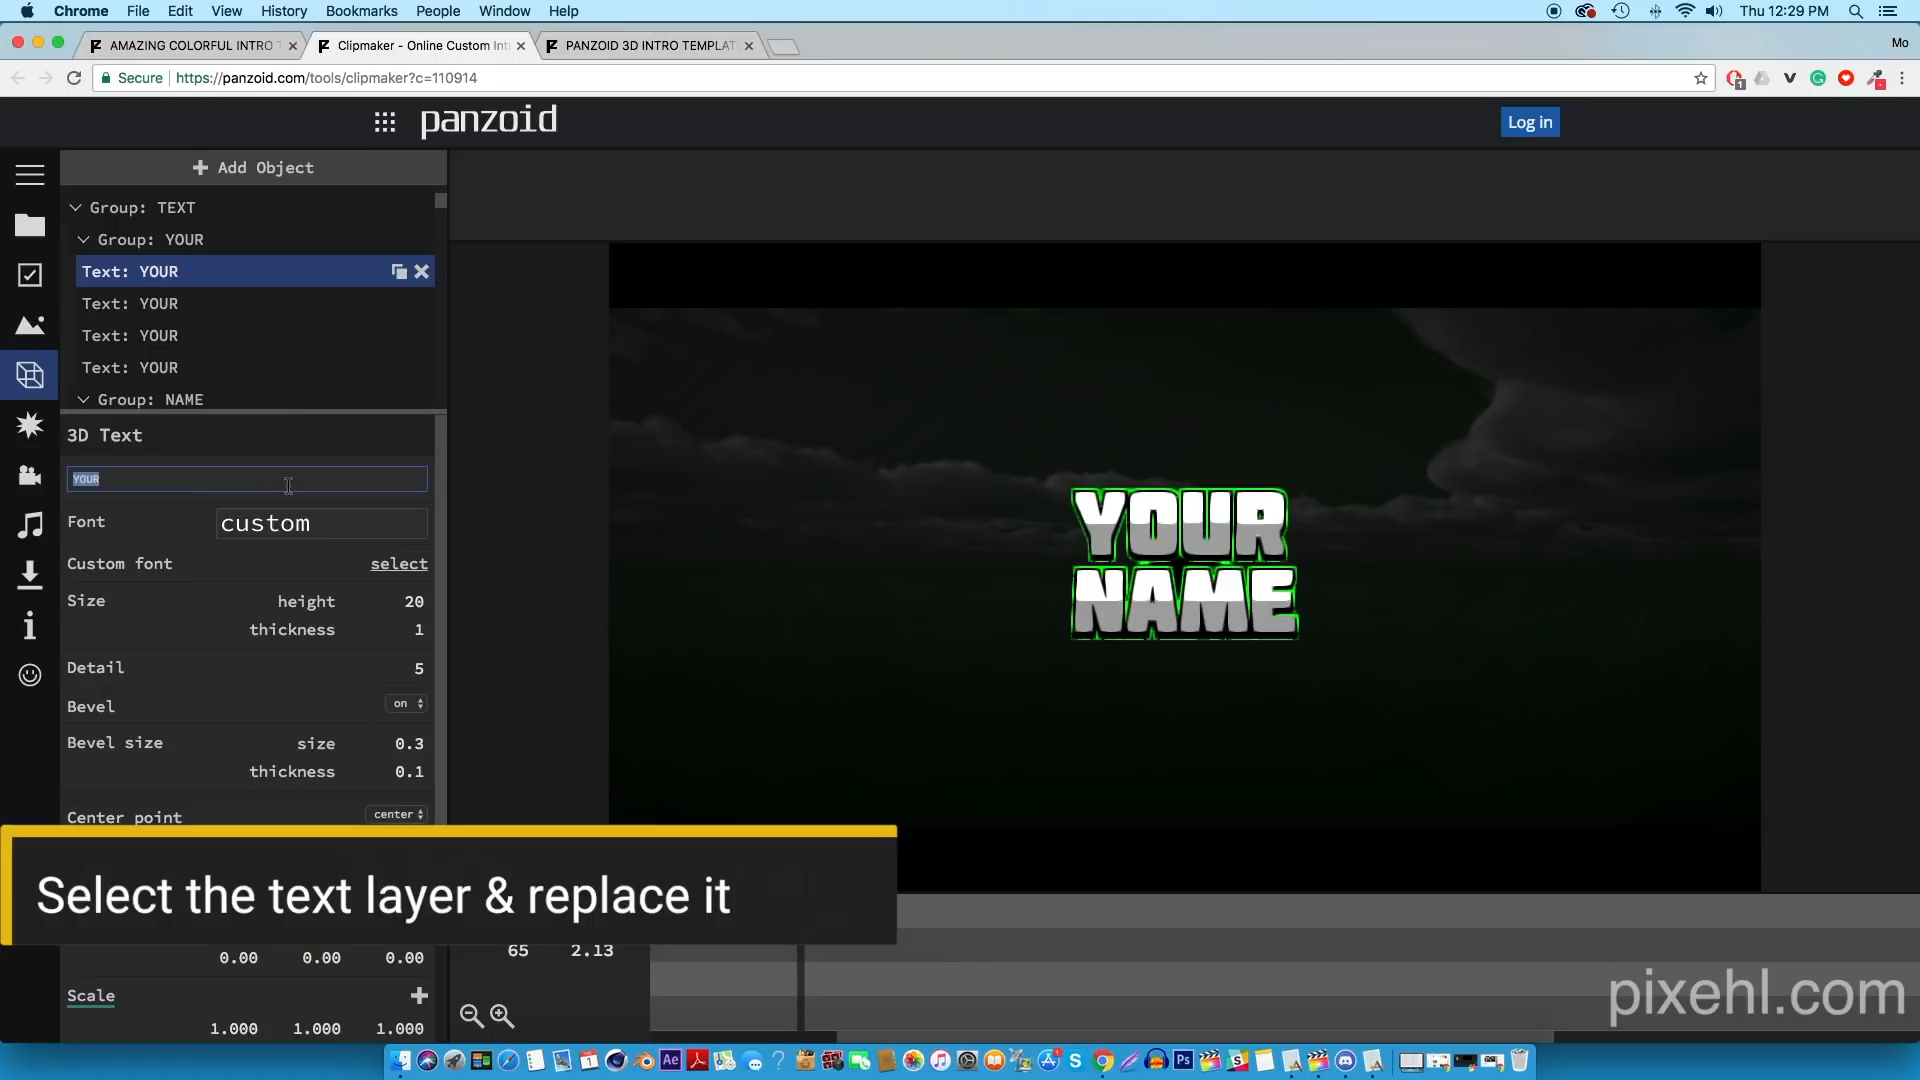 Chrome File Edit View History Bookmarks People Window Help Thu 12:29 PM
AMAZING COLORFUL INTRO T Clipmaker - Online Custom Int PANZOID 3D INTRO TEMPLAT Mo
Secure https://panzoid.com/tools/clipmaker?c=110914
panzoid Log in
Add Object
Group: TEXT
Group: YOUR
Text: YOUR
Text: YOUR
Text: YOUR
Text: YOUR
Group: NAME
3D Text
YOUR
Font custom
Custom font select
Size height 20
thickness 1
Detail 5
Bevel on
Bevel size size 0.3
thickness 0.1
Center point center
YOUR
NAME
Select the text layer & replace it
65 2.13
0.00 0.00 0.00
Scale
1.000 1.000 1.000
pixehl.com
Ae Ps